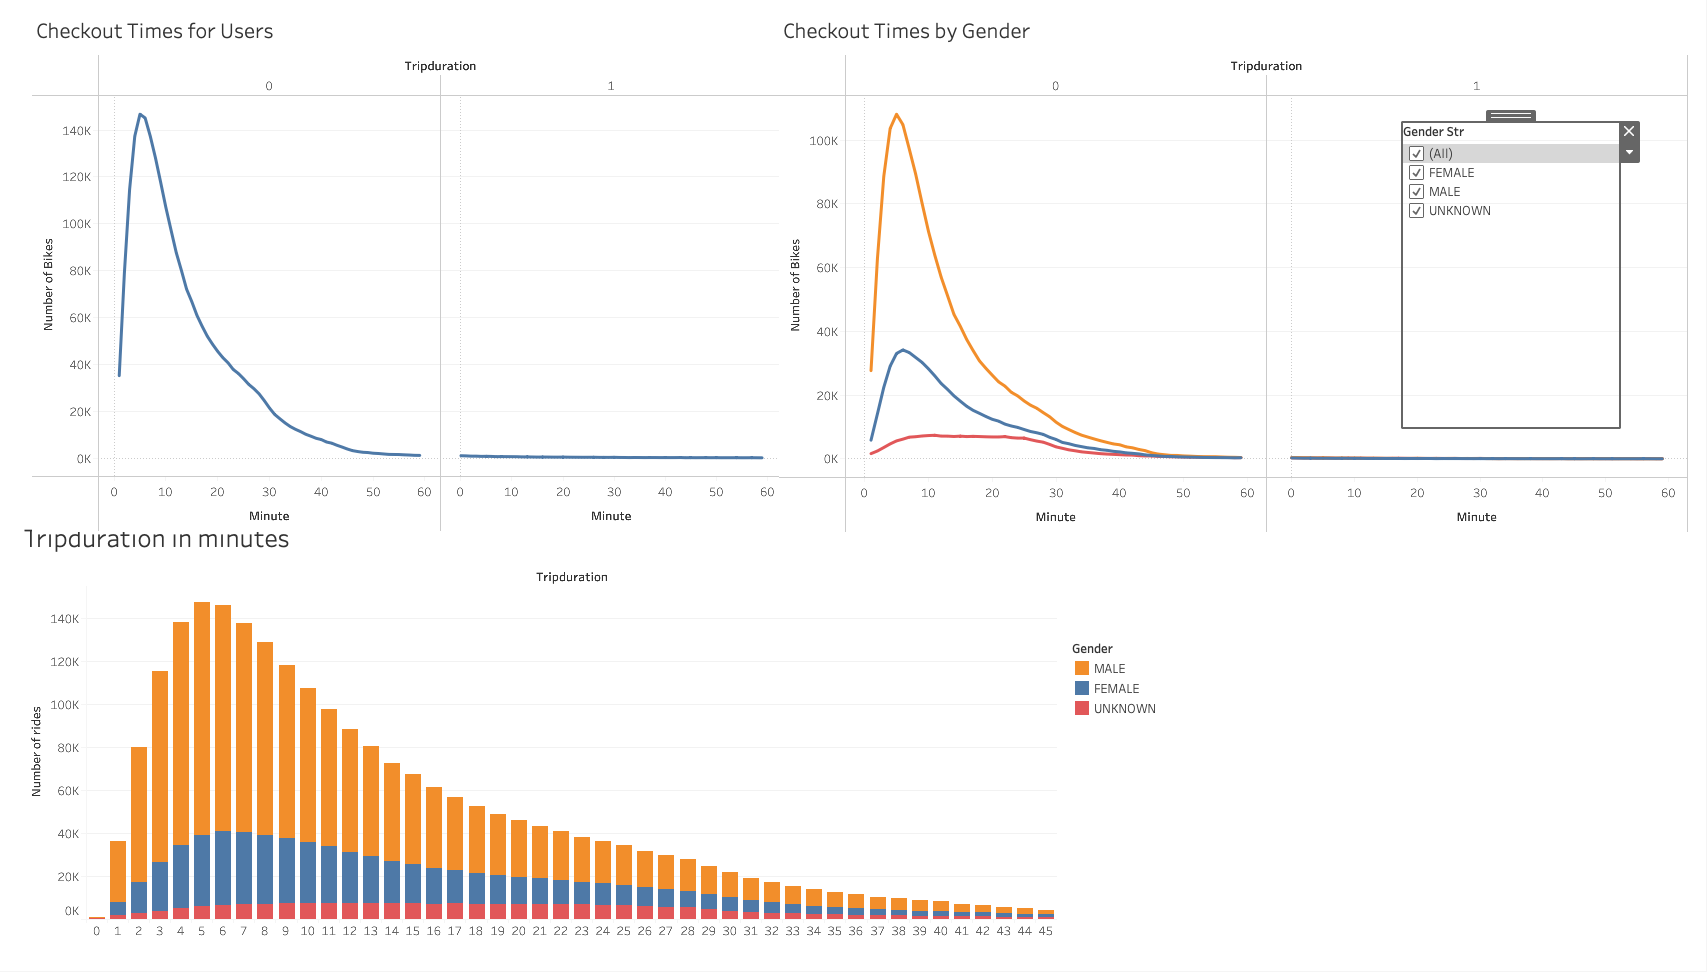 Checkout Times for Users
Tripduration
0 1
140K
120K
100K
80K
60K
40K
20K
0K
Number of Bikes
0 10 20 30 40 50 60 0 10 20 30 40 50 60
Minute Minute
Checkout Times by Gender
Tripduration
0 1
100K
80K
60K
40K
20K
0K
Number of Bikes
0 10 20 30 40 50 60 0 10 20 30 40 50 60
Minute Minute
Gender Str
(All)
FEMALE
MALE
UNKNOWN
Tripduration in minutes
Tripduration
140K
120K
100K
80K
60K
40K
20K
0K
Number of rides
0 1 2 3 4 5 6 7 8 9 10 11 12 13 14 15 16 17 18 19 20 21 22 23 24 25 26 27 28 29 30 31 32 33 34 35 36 37 38 39 40 41 42 43 44 45
Gender
MALE
FEMALE
UNKNOWN